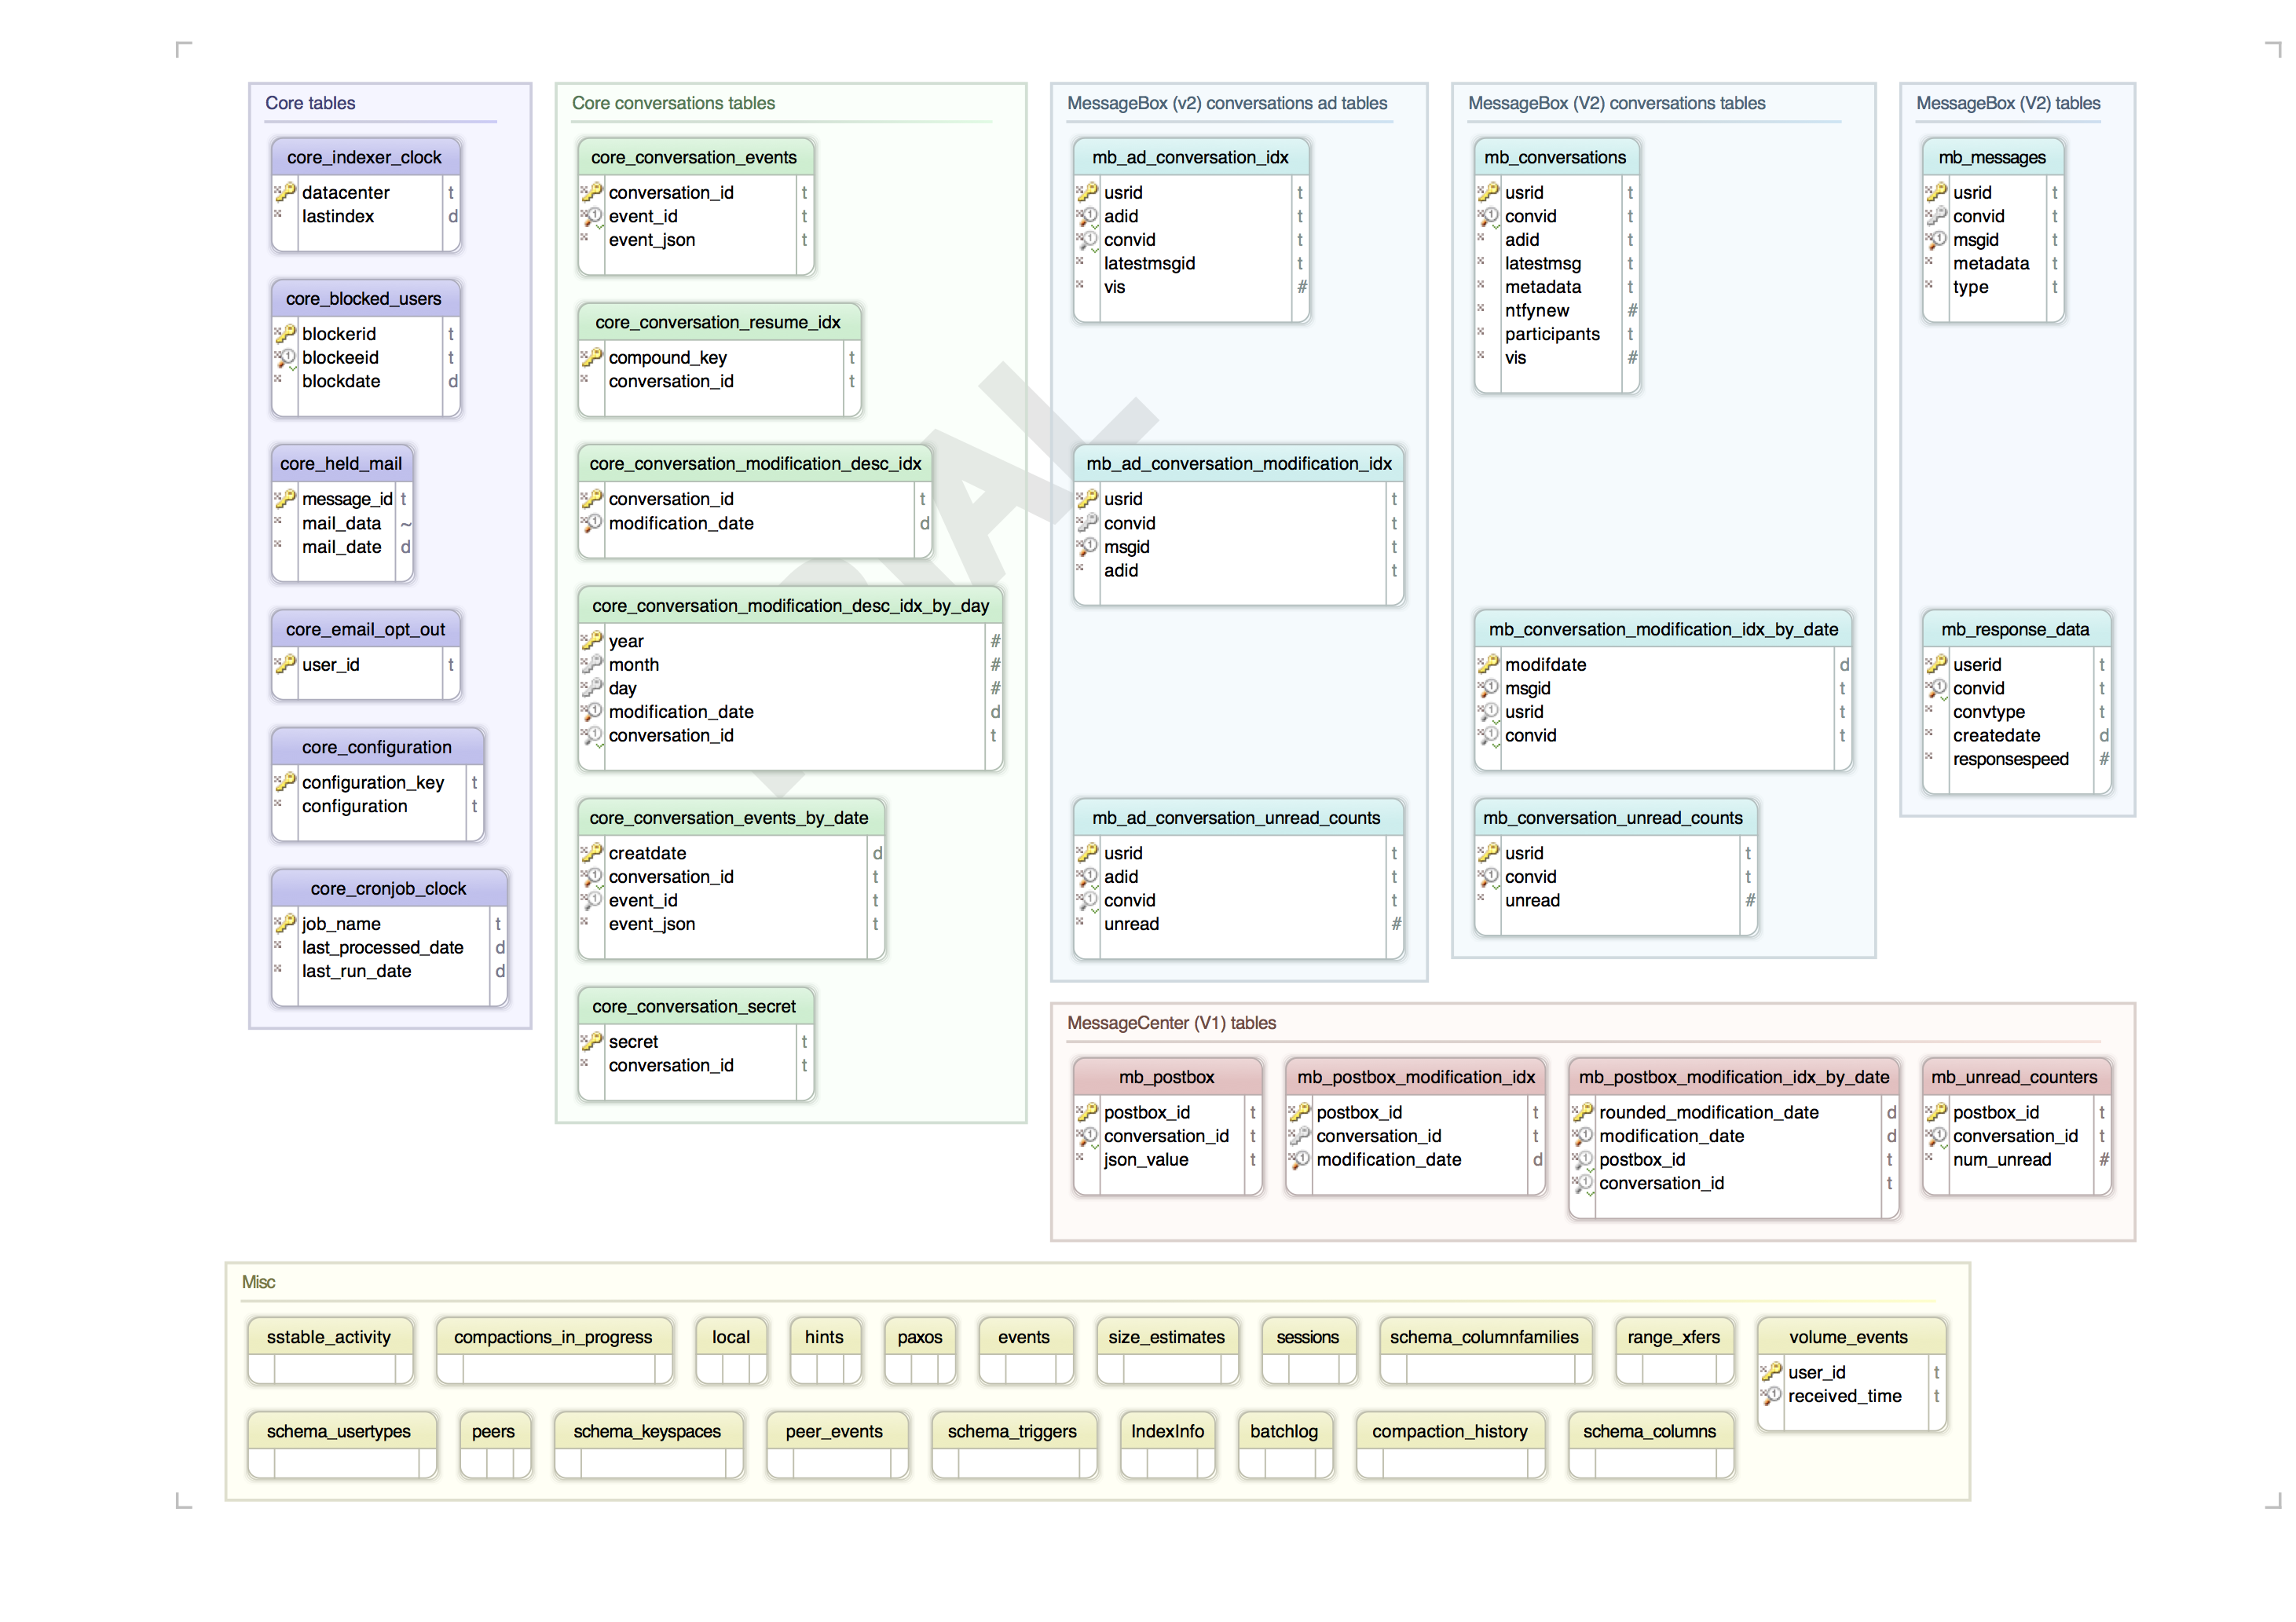 Core tables
core_indexer_clock
datacenter t
lastindex d
core_blocked_users
blockerid t
blockeeid t
blockdate d
core_held_mail
message_id t
mail_data ~
mail_date d
core_email_opt_out
user_id t
core_configuration
configuration_key t
configuration t
core_cronjob_clock
job_name t
last_processed_date d
last_run_date d
Core conversations tables
core_conversation_events
conversation_id t
event_id t
event_json t
core_conversation_resume_idx
compound_key t
conversation_id t
core_conversation_modification_desc_idx
conversation_id t
modification_date d
core_conversation_modification_desc_idx_by_day
year #
month #
day #
modification_date d
conversation_id t
core_conversation_events_by_date
creatdate d
conversation_id t
event_id t
event_json t
core_conversation_secret
secret t
conversation_id t
MessageBox (v2) conversations ad tables
mb_ad_conversation_idx
usrid t
adid t
convid t
latestmsgid t
vis #
mb_ad_conversation_modification_idx
usrid t
convid t
msgid t
adid t
mb_ad_conversation_unread_counts
usrid t
adid t
convid t
unread #
MessageBox (V2) conversations tables
mb_conversations
usrid t
convid t
adid t
latestmsg t
metadata t
ntfynew #
participants t
vis #
mb_conversation_modification_idx_by_date
modifdate d
msgid t
usrid t
convid t
mb_conversation_unread_counts
usrid t
convid t
unread #
MessageBox (V2) tables
mb_messages
usrid t
convid t
msgid t
metadata t
type t
mb_response_data
userid t
convid t
convtype t
createdate d
responsespeed #
MessageCenter (V1) tables
mb_postbox
postbox_id t
conversation_id t
json_value t
mb_postbox_modification_idx
postbox_id t
conversation_id t
modification_date d
mb_postbox_modification_idx_by_date
rounded_modification_date d
modification_date d
postbox_id t
conversation_id t
mb_unread_counters
postbox_id t
conversation_id t
num_unread #
Misc
sstable_activity
compactions_in_progress
local
hints
paxos
events
size_estimates
sessions
schema_columnfamilies
range_xfers
volume_events
user_id t
received_time t
schema_usertypes
peers
schema_keyspaces
peer_events
schema_triggers
IndexInfo
batchlog
compaction_history
schema_columns